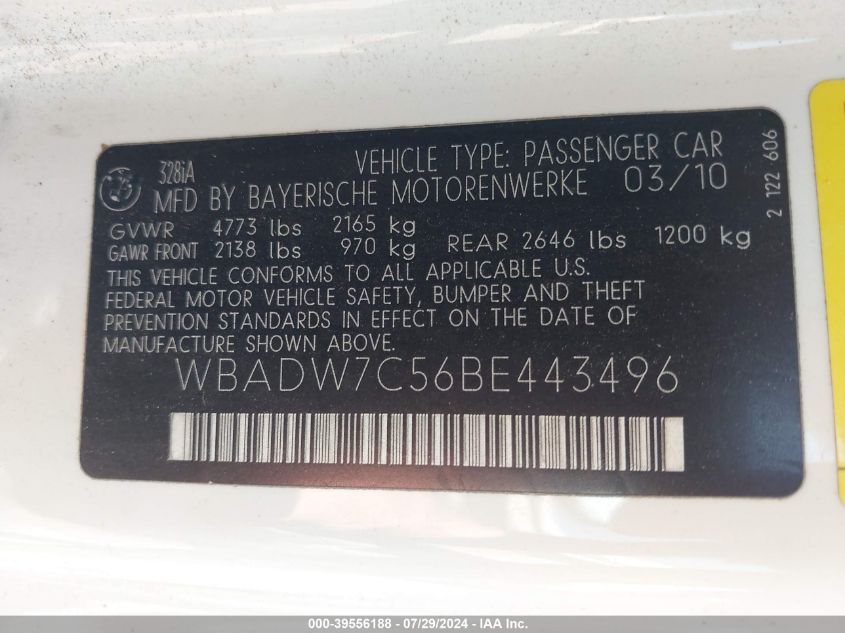 328iA
VEHICLE TYPE: PASSENGER CAR
MFD BY BAYERISCHE MOTORENWERKE 03/10
GVWR 4773 lbs 2165 kg
GAWR FRONT 2138 lbs 970 kg REAR 2646 lbs 1200 kg
THIS VEHICLE CONFORMS TO ALL APPLICABLE U.S.
FEDERAL MOTOR VEHICLE SAFETY, BUMPER AND THEFT
PREVENTION STANDARDS IN EFFECT ON THE DATE OF
MANUFACTURE SHOWN ABOVE.
WBADW7C56BE443496
2 122 606
000-39556188 - 07/29/2024 - IAA Inc.